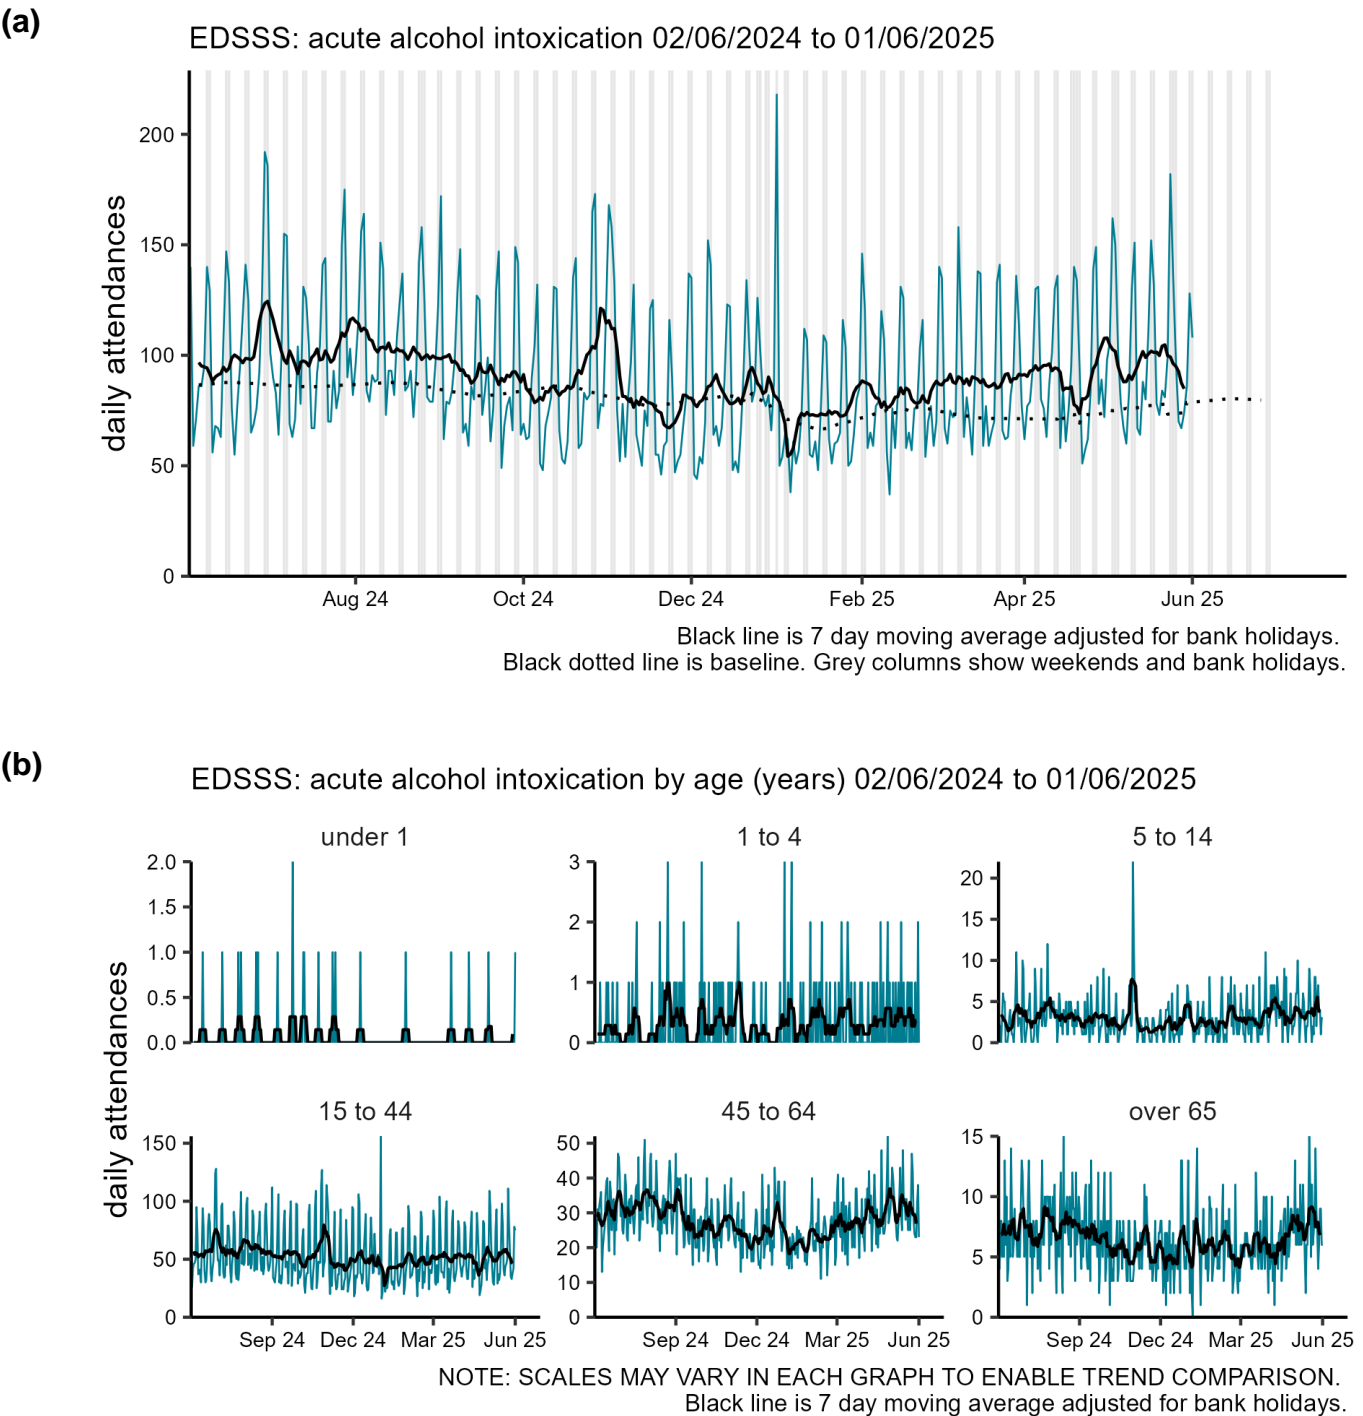 (a)
EDSSS: acute alcohol intoxication 02/06/2024 to 01/06/2025
daily attendances
200
150
100
50
0
Aug 24 Oct 24 Dec 24 Feb 25 Apr 25 Jun 25
Black line is 7 day moving average adjusted for bank holidays.
Black dotted line is baseline. Grey columns show weekends and bank holidays.
(b)
EDSSS: acute alcohol intoxication by age (years) 02/06/2024 to 01/06/2025
daily attendances
under 1
2.0
1.5
1.0
0.5
0.0
1 to 4
3
2
1
0
5 to 14
20
15
10
5
0
15 to 44
150
100
50
0
Sep 24 Dec 24 Mar 25 Jun 25
45 to 64
50
40
30
20
10
0
Sep 24 Dec 24 Mar 25 Jun 25
over 65
15
10
5
0
Sep 24 Dec 24 Mar 25 Jun 25
NOTE: SCALES MAY VARY IN EACH GRAPH TO ENABLE TREND COMPARISON.
Black line is 7 day moving average adjusted for bank holidays.